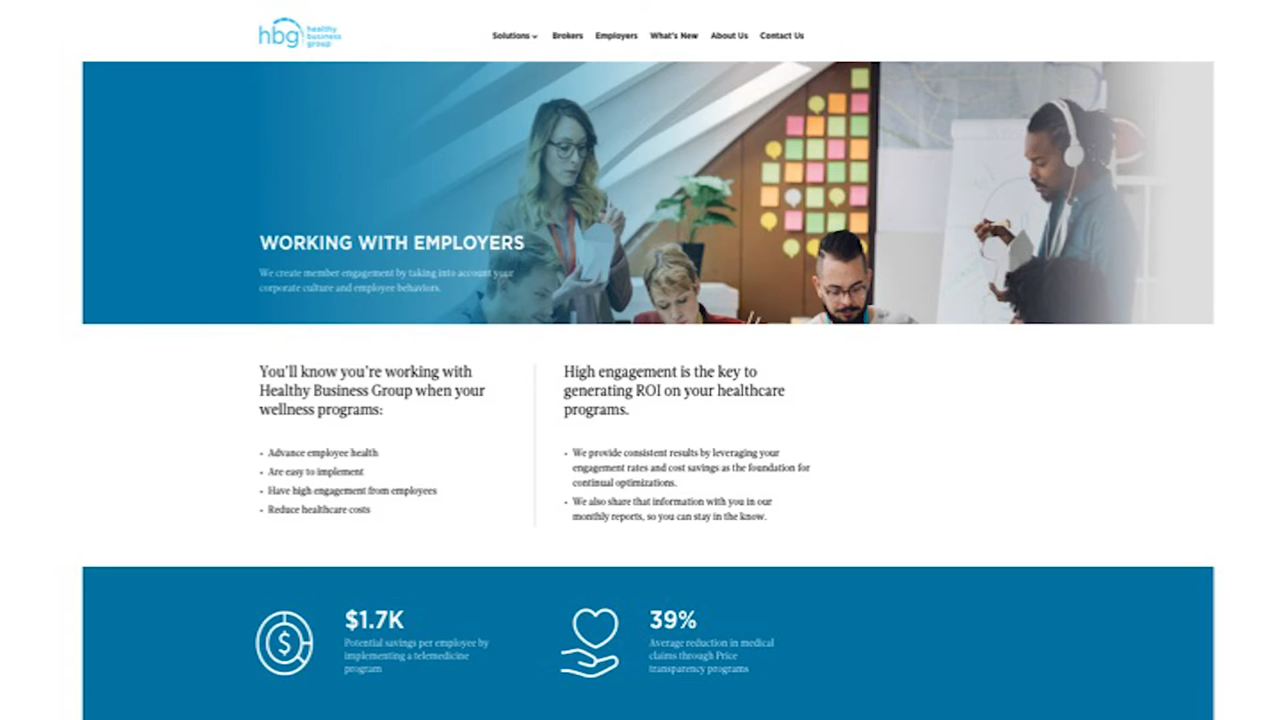 hbg healthy
business
group
Solutions Brokers Employers What's New About Us Contact Us
WORKING WITH EMPLOYERS
We create member engagement by taking into account your
corporate culture and employee behaviors.
You'll know you're working with
Healthy Business Group when your
wellness programs:
• Advance employee health
• Are easy to implement
• Have high engagement from employees
• Reduce healthcare costs
High engagement is the key to
generating ROI on your healthcare
programs.
• We provide consistent results by leveraging your
engagement rates and cost savings as the foundation for
continual optimizations.
• We also share that information with you in our
monthly reports, so you can stay in the know.
$1.7K
Potential savings per employee by
implementing a telemedicine
program
39%
Average reduction in medical
claims through Price
transparency programs